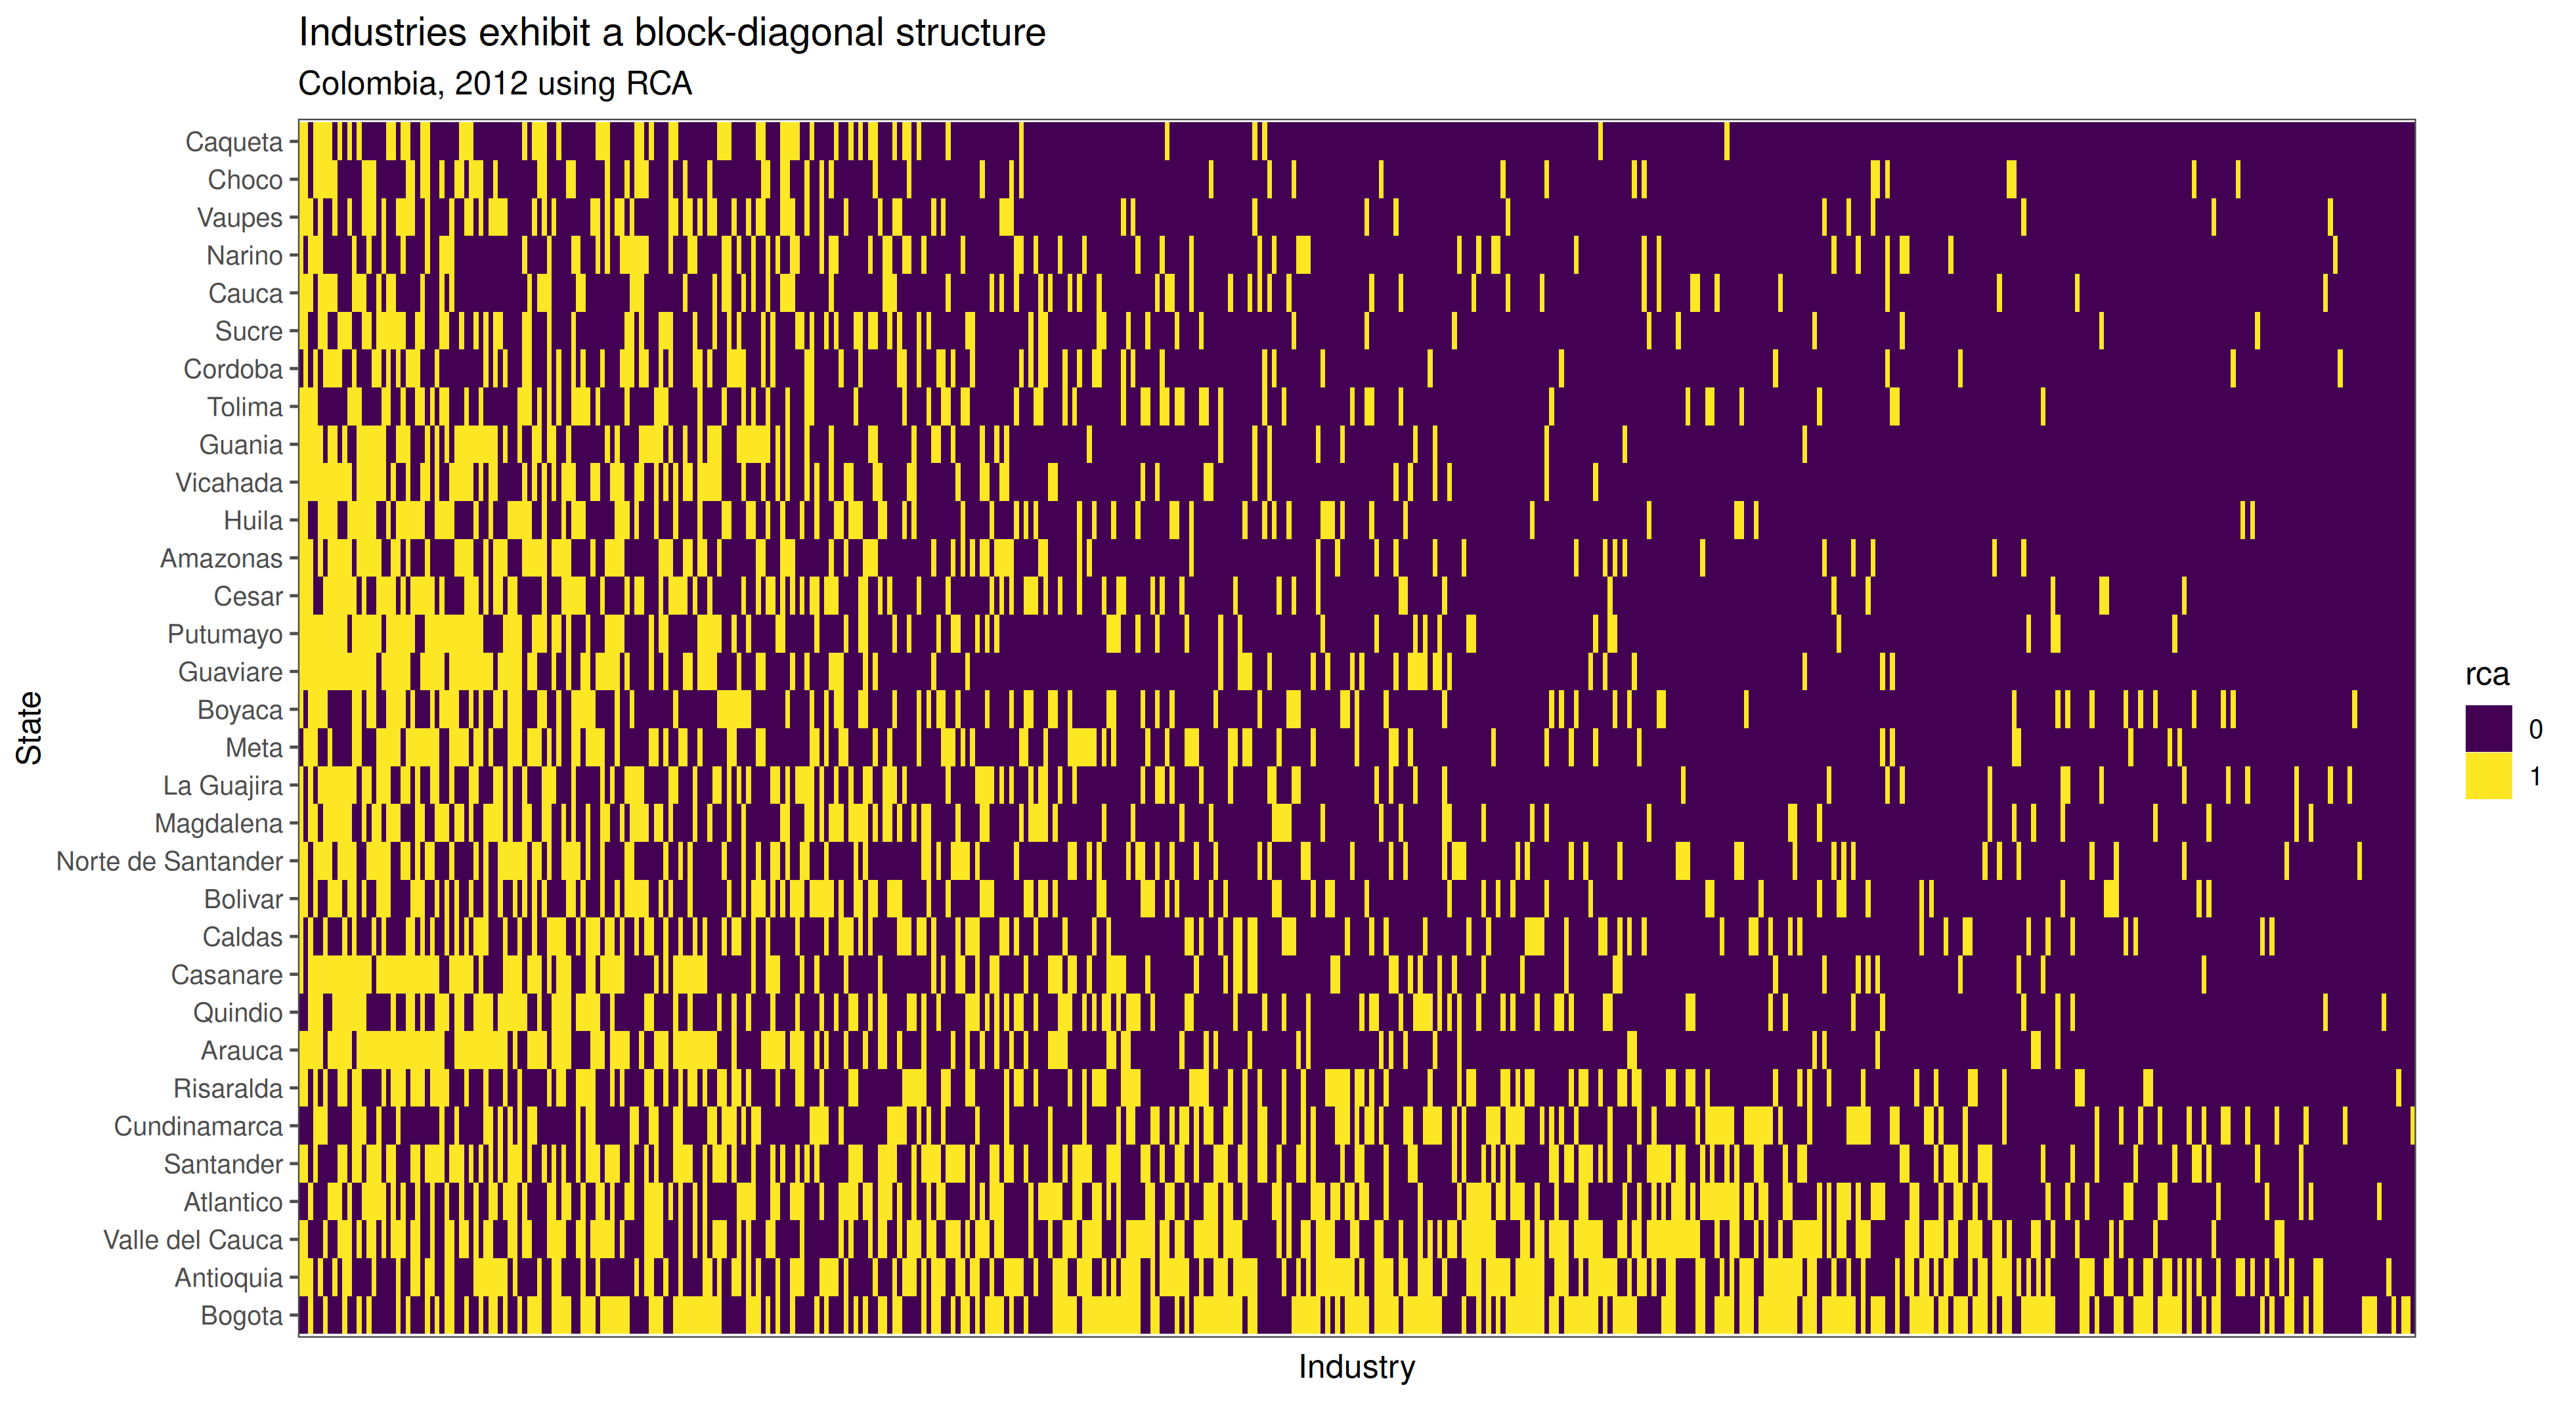 Industries exhibit a block-diagonal structure
Colombia, 2012 using RCA
Caqueta
Choco
Vaupes
Narino
Cauca
Sucre
Cordoba
Tolima
Guania
Vicahada
Huila
Amazonas
Cesar
Putumayo
Guaviare
Boyaca
Meta
La Guajira
Magdalena
Norte de Santander
Bolivar
Caldas
Casanare
Quindio
Arauca
Risaralda
Cundinamarca
Santander
Atlantico
Valle del Cauca
Antioquia
Bogota
State
Industry
rca
0
1